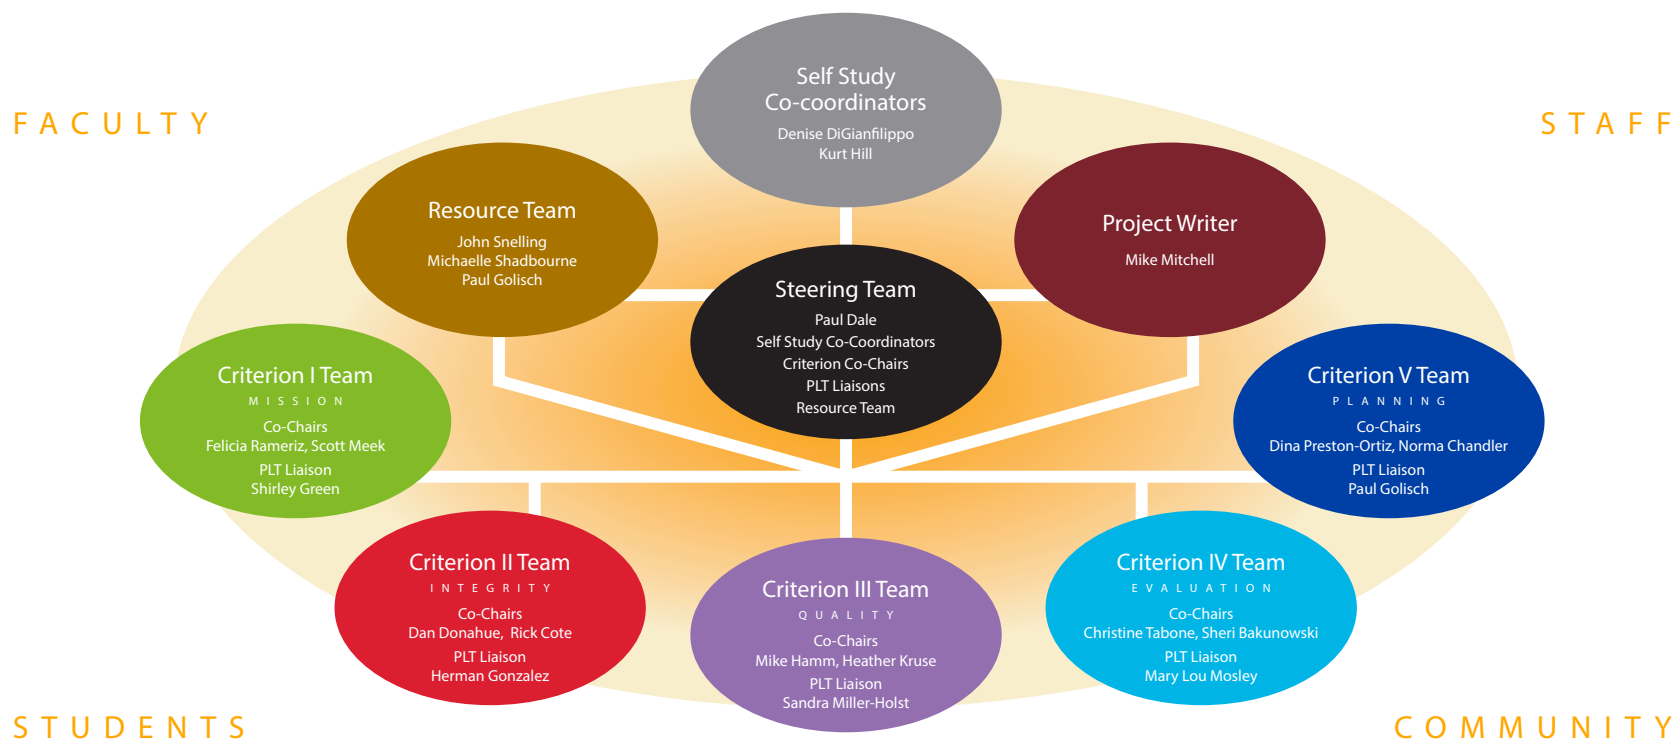 Self Study
Co-coordinators
Denise DiGianfilippo
Kurt Hill
FACULTY
STAFF
Resource Team
John Snelling
Michaelle Shadbourne
Paul Golisch
Project Writer
Mike Mitchell
Steering Team
Paul Dale
Self Study Co-Coordinators
Criterion Co-Chairs
PLT Liaisons
Resource Team
Criterion I Team
MISSION
Co-Chairs
Felicia Rameriz, Scott Meek
PLT Liaison
Shirley Green
Criterion V Team
PLANNING
Co-Chairs
Dina Preston-Ortiz, Norma Chandler
PLT Liaison
Paul Golisch
Criterion II Team
INTEGRITY
Co-Chairs
Dan Donahue, Rick Cote
PLT Liaison
Herman Gonzalez
Criterion III Team
QUALITY
Co-Chairs
Mike Hamm, Heather Kruse
PLT Liaison
Sandra Miller-Holst
Criterion IV Team
EVALUATION
Co-Chairs
Christine Tabone, Sheri Bakunowski
PLT Liaison
Mary Lou Mosley
STUDENTS
COMMUNITY